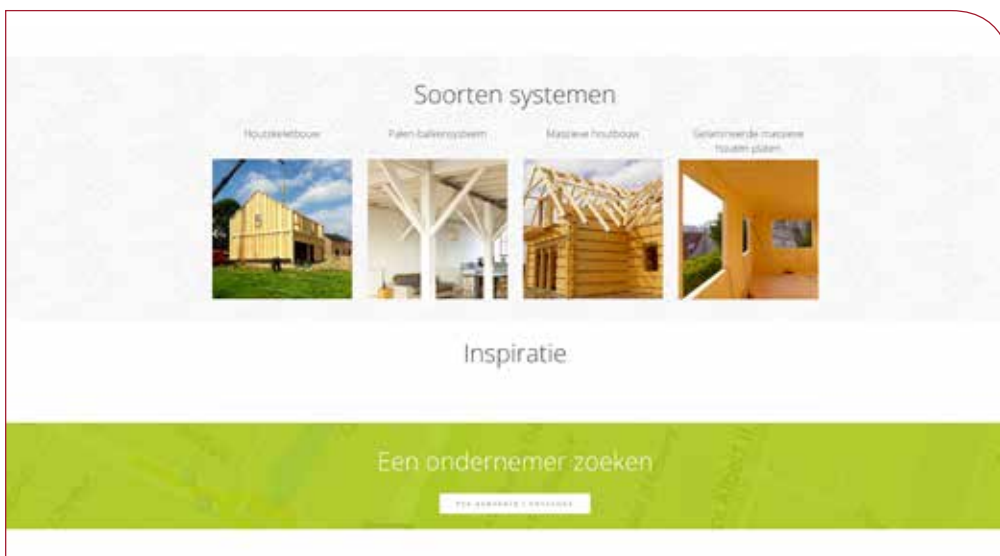 Soorten systemen
Houtskeletbouw
Palen-balkensysteem
Massieve houtbouw
Gelamineerde massieve
houten platen
Inspiratie
Een ondernemer zoeken